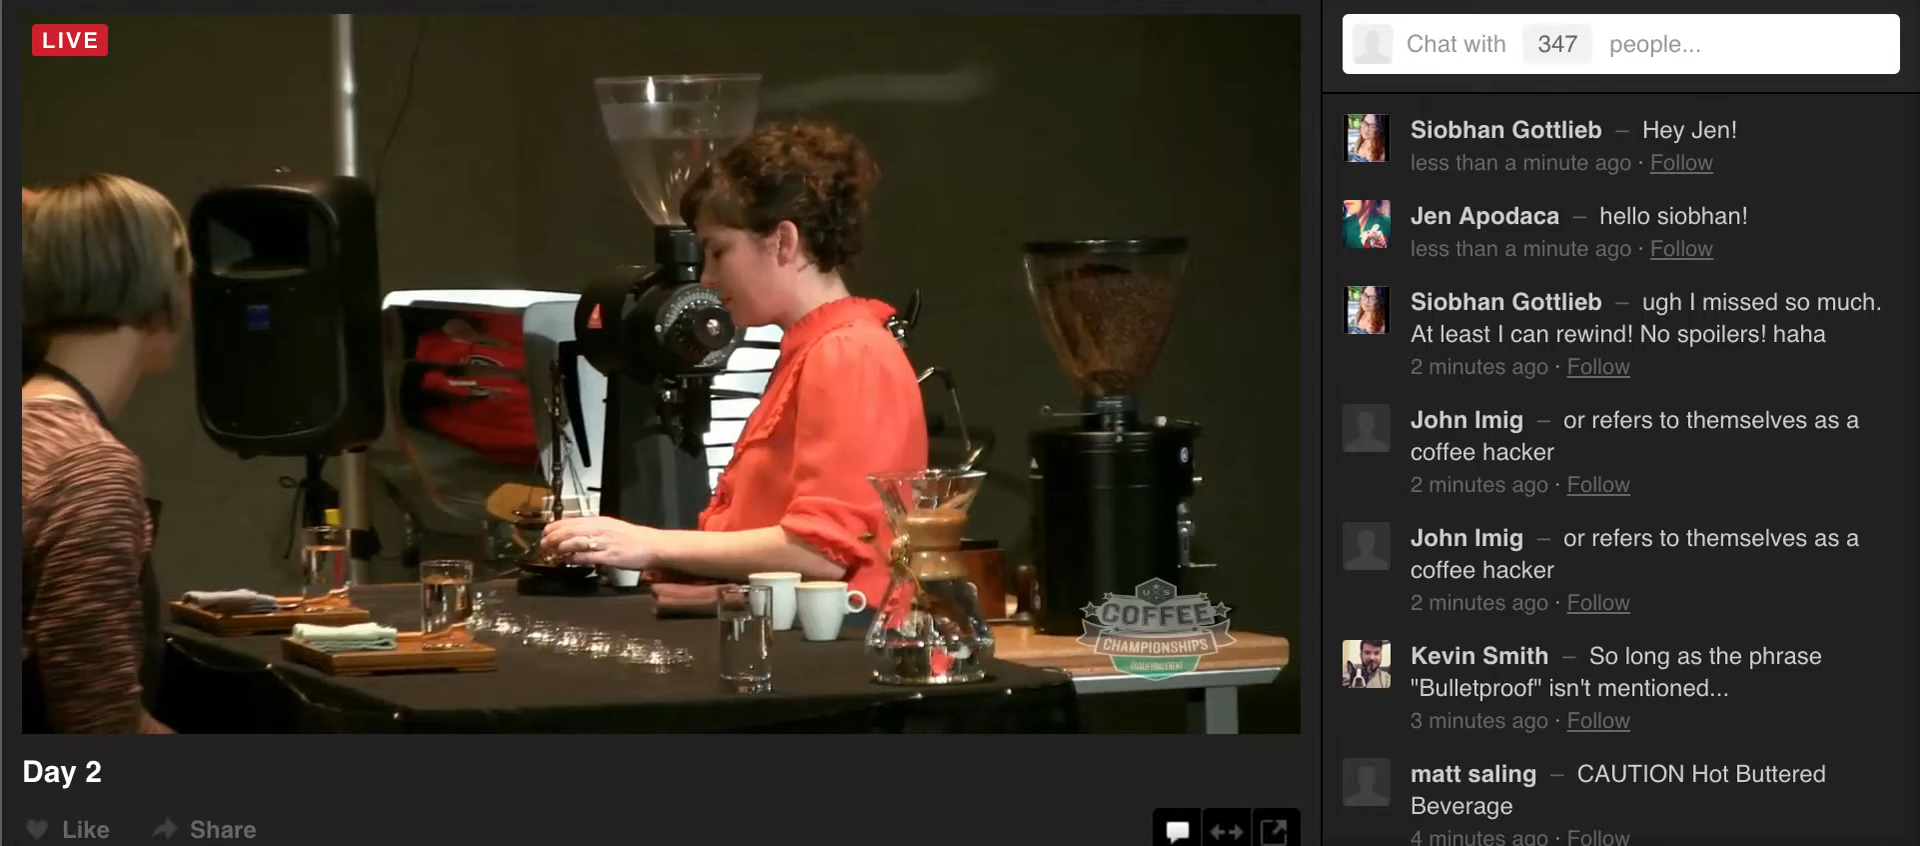 LIVE
U S
COFFEE
CHAMPIONSHIPS
QUALIFYING EVENT
Day 2
Like
Share
Chat with 347 people...
Siobhan Gottlieb – Hey Jen!
less than a minute ago · Follow
Jen Apodaca – hello siobhan!
less than a minute ago · Follow
Siobhan Gottlieb – ugh I missed so much.
At least I can rewind! No spoilers! haha
2 minutes ago · Follow
John Imig – or refers to themselves as a
coffee hacker
2 minutes ago · Follow
John Imig – or refers to themselves as a
coffee hacker
2 minutes ago · Follow
Kevin Smith – So long as the phrase
"Bulletproof" isn't mentioned...
3 minutes ago · Follow
matt saling – CAUTION Hot Buttered
Beverage
4 minutes ago · Follow